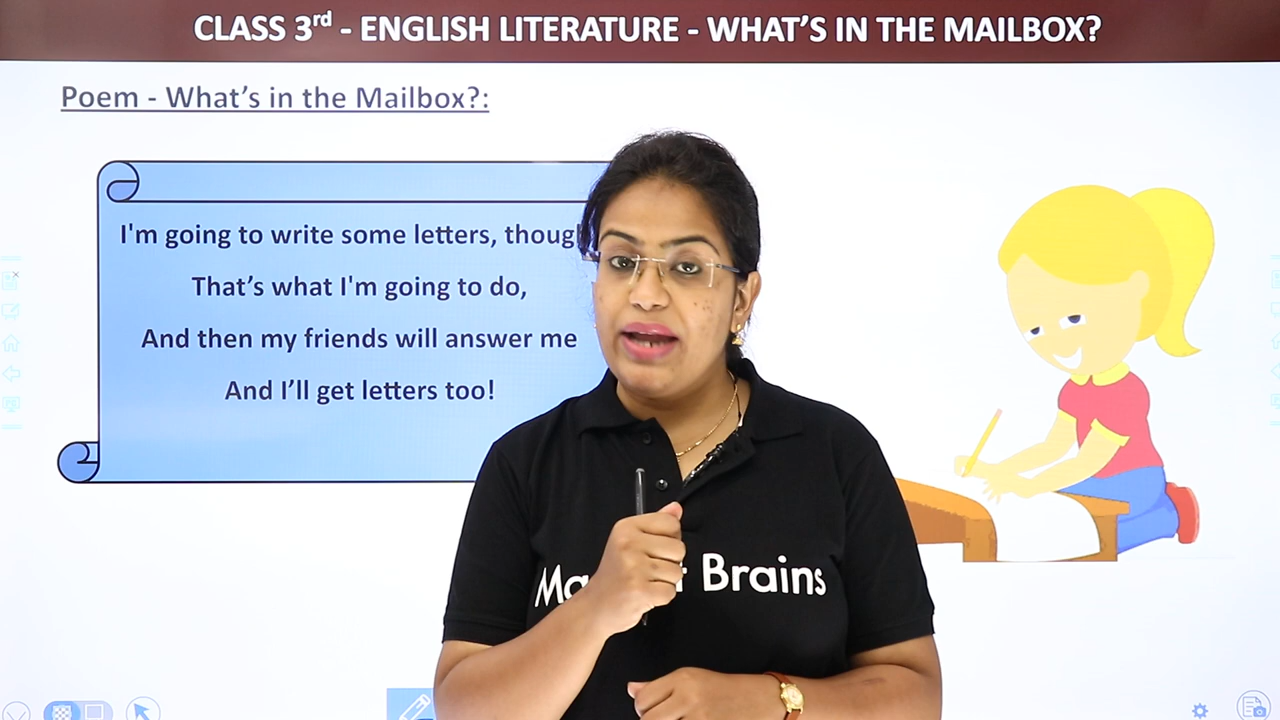 CLASS 3rd - ENGLISH LITERATURE - WHAT'S IN THE MAILBOX?
Poem - What's in the Mailbox?:
I'm going to write some letters,
That's what I'm going to do,
And then my friends will answer me
And I'll get letters too!
Brains